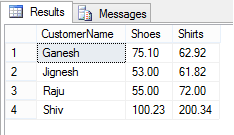 Results Messages
CustomerName Shoes Shirts
1 Ganesh 75.10 62.92
2 Jignesh 53.00 61.82
3 Raju 55.00 72.00
4 Shiv 100.23 200.34